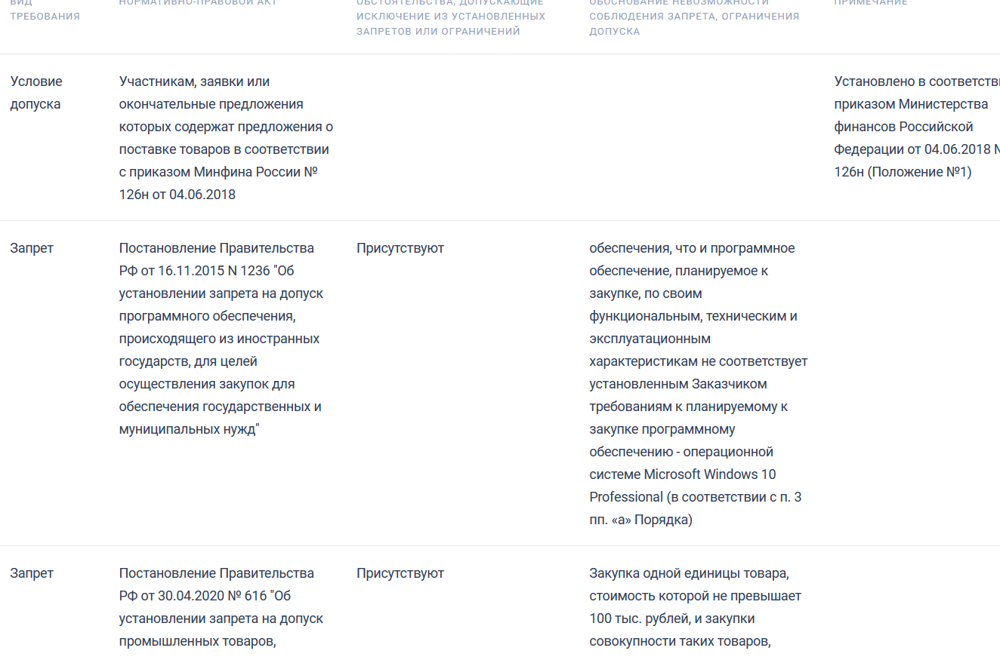 ВИД
ТРЕБОВАНИЯ
НОРМАТИВНО-ПРАВОВОЙ АКТ
ОБСТОЯТЕЛЬСТВА, ДОПУСКАЮЩИЕ
ИСКЛЮЧЕНИЕ ИЗ УСТАНОВЛЕННЫХ
ЗАПРЕТОВ ИЛИ ОГРАНИЧЕНИЙ
ОБОСНОВАНИЕ НЕВОЗМОЖНОСТИ
СОБЛЮДЕНИЯ ЗАПРЕТА, ОГРАНИЧЕНИЯ
ДОПУСКА
ПРИМЕЧАНИЕ
Условие
допуска
Участникам, заявки или
окончательные предложения
которых содержат предложения о
поставке товаров в соответствии
с приказом Минфина России №
126н от 04.06.2018
Установлено в соответстви
приказом Министерства
финансов Российской
Федерации от 04.06.2018 N
126н (Положение №1)
Запрет
Постановление Правительства
РФ от 16.11.2015 N 1236 "Об
установлении запрета на допуск
программного обеспечения,
происходящего из иностранных
государств, для целей
осуществления закупок для
обеспечения государственных и
муниципальных нужд"
Присутствуют
обеспечения, что и программное
обеспечение, планируемое к
закупке, по своим
функциональным, техническим и
эксплуатационным
характеристикам не соответствует
установленным Заказчиком
требованиям к планируемому к
закупке программному
обеспечению - операционной
системе Microsoft Windows 10
Professional (в соответствии с п. 3
пп. «а» Порядка)
Запрет
Постановление Правительства
РФ от 30.04.2020 № 616 "Об
установлении запрета на допуск
промышленных товаров,
Присутствуют
Закупка одной единицы товара,
стоимость которой не превышает
100 тыс. рублей, и закупки
совокупности таких товаров,